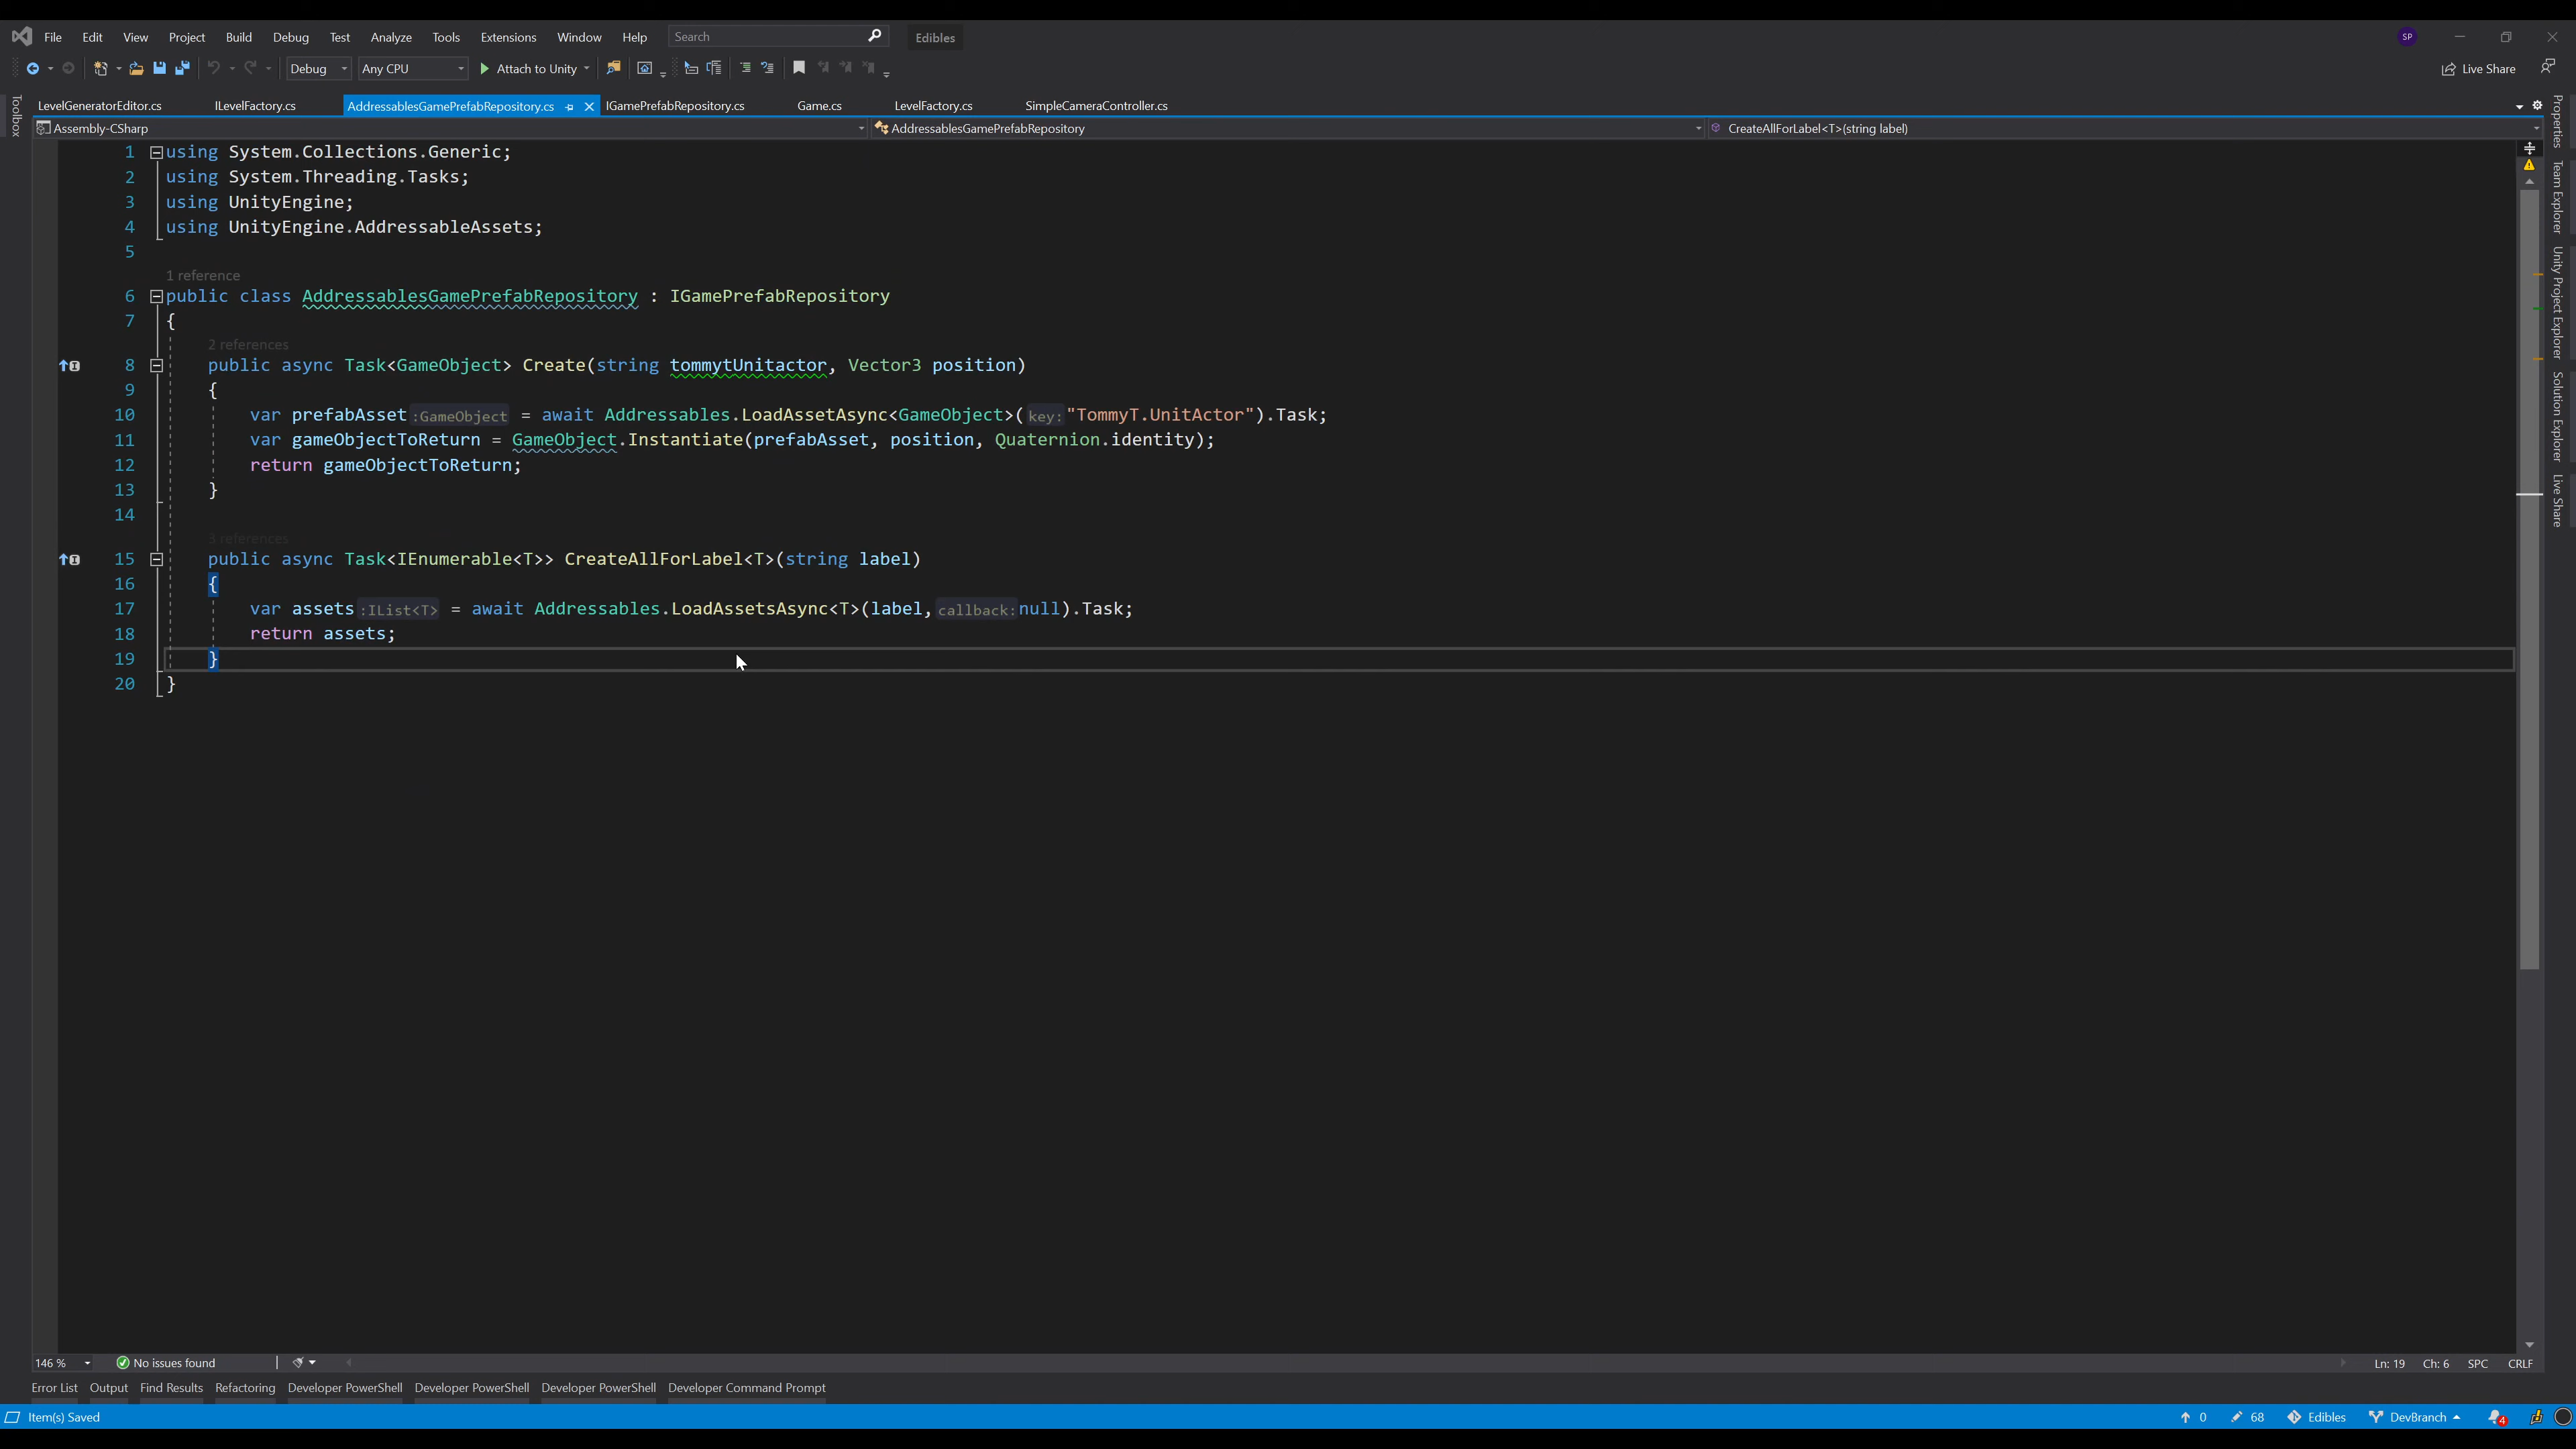 File Edit View Project Build Debug Test Analyze Tools Extensions Window Help Search Edibles SP
Debug Any CPU Attach to Unity Live Share
LevelGeneratorEditor.cs ILevelFactory.cs AddressablesGamePrefabRepository.cs IGamePrefabRepository.cs Game.cs LevelFactory.cs SimpleCameraController.cs
Assembly-CSharp AddressablesGamePrefabRepository CreateAllForLabel<T>(string label)
Toolbox
1 using System.Collections.Generic;
2 using System.Threading.Tasks;
3 using UnityEngine;
4 using UnityEngine.AddressableAssets;
5
1 reference
6 public class AddressablesGamePrefabRepository : IGamePrefabRepository
7 {
2 references
8 public async Task<GameObject> Create(string tommytUnitactor, Vector3 position)
9 {
10 var prefabAsset :GameObject = await Addressables.LoadAssetAsync<GameObject>( key: "TommyT.UnitActor").Task;
11 var gameObjectToReturn = GameObject.Instantiate(prefabAsset, position, Quaternion.identity);
12 return gameObjectToReturn;
13 }
14
3 references
15 public async Task<IEnumerable<T>> CreateAllForLabel<T>(string label)
16 {
17 var assets :IList<T> = await Addressables.LoadAssetsAsync<T>(label, callback: null).Task;
18 return assets;
19 }
20 }
Properties
Team Explorer
Unity Project Explorer
Solution Explorer
Live Share
146 % No issues found Ln: 19 Ch: 6 SPC CRLF
Error List Output Find Results Refactoring Developer PowerShell Developer PowerShell Developer PowerShell Developer Command Prompt
Item(s) Saved 0 68 Edibles DevBranch 4